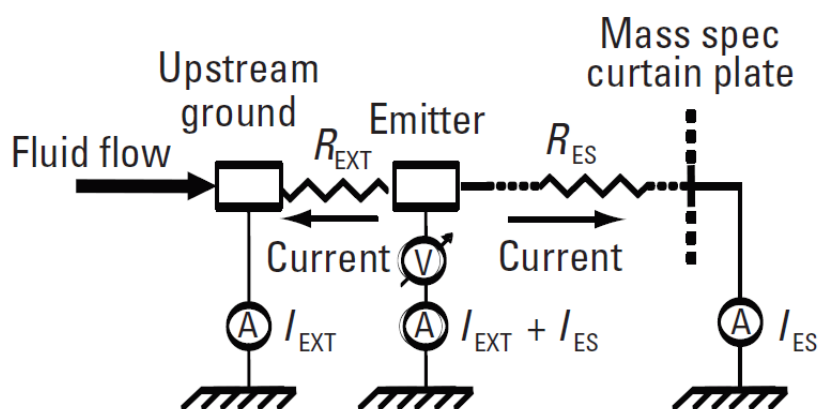 Mass spec
curtain plate
Upstream
ground
Emitter
Fluid flow
R_EXT
R_ES
Current
Current
V
A
I_EXT
A
I_EXT + I_ES
A
I_ES